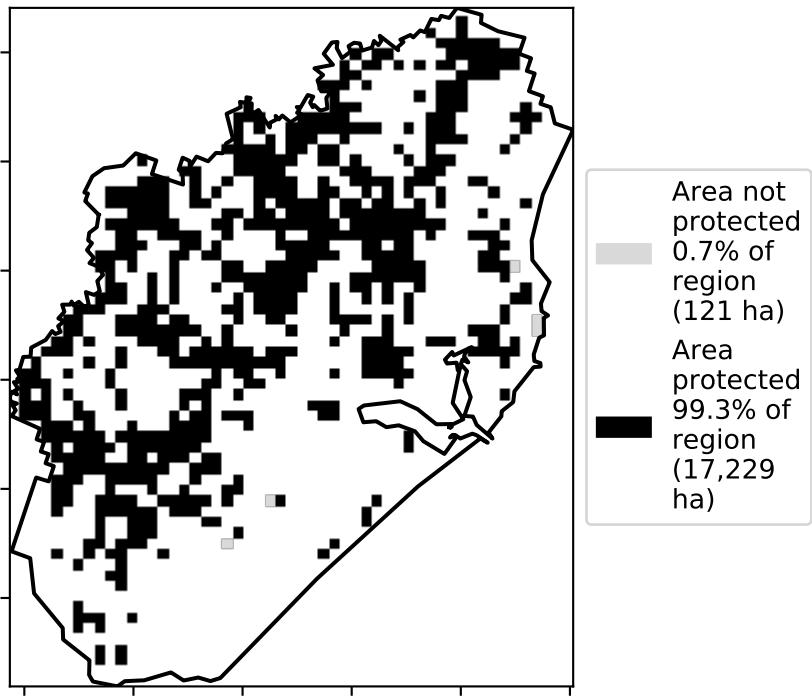 Area not
protected
0.7% of
region
(121 ha)
Area
protected
99.3% of
region
(17,229
ha)